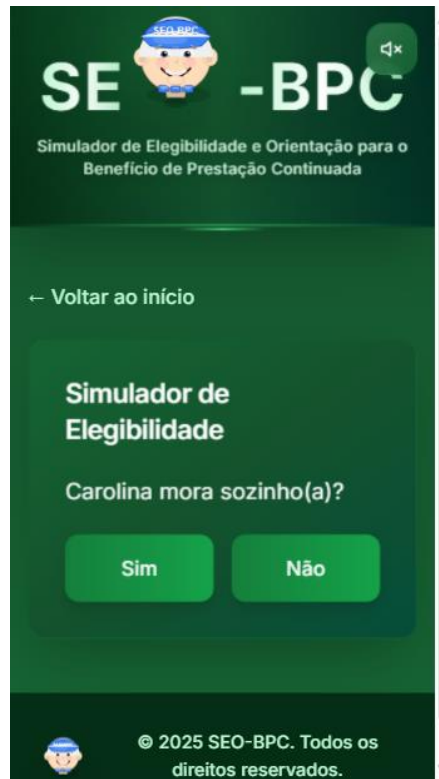 SEO-BPC
SE -BPC
Simulador de Elegibilidade e Orientação para o
Benefício de Prestação Continuada
← Voltar ao início
Simulador de
Elegibilidade
Carolina mora sozinho(a)?
Sim Não
© 2025 SEO-BPC. Todos os
direitos reservados.